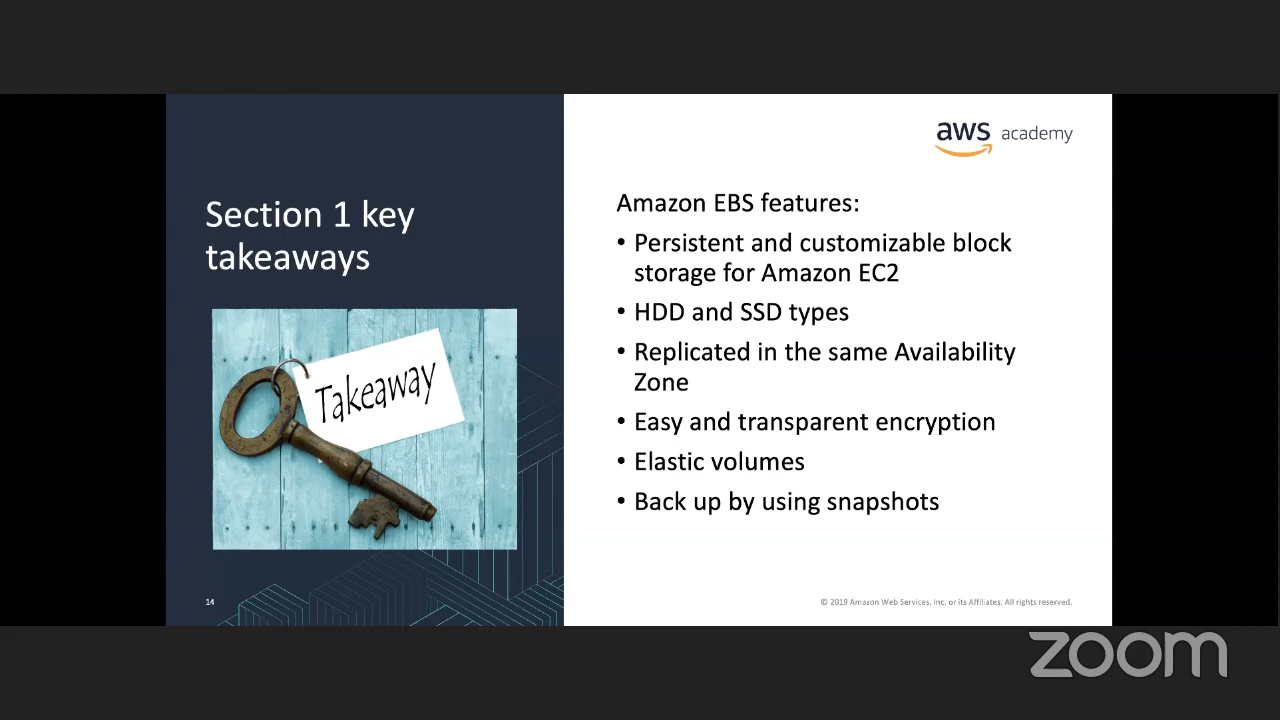 aws academy
Section 1 key
takeaways
Takeaway
Amazon EBS features:
• Persistent and customizable block
storage for Amazon EC2
• HDD and SSD types
• Replicated in the same Availability
Zone
• Easy and transparent encryption
• Elastic volumes
• Back up by using snapshots
14
© 2019 Amazon Web Services, Inc. or its Affiliates. All rights reserved.
zoom